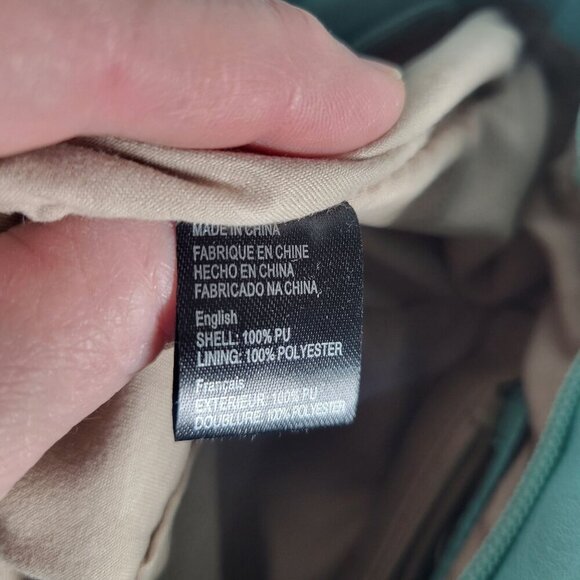 MADE IN CHINA
FABRIQUE EN CHINE
HECHO EN CHINA
FABRICADO NA CHINA
English
SHELL: 100% PU
LINING: 100% POLYESTER
Français
EXTERIEUR: 100% PU
DOUBLURE: 100% POLYESTER